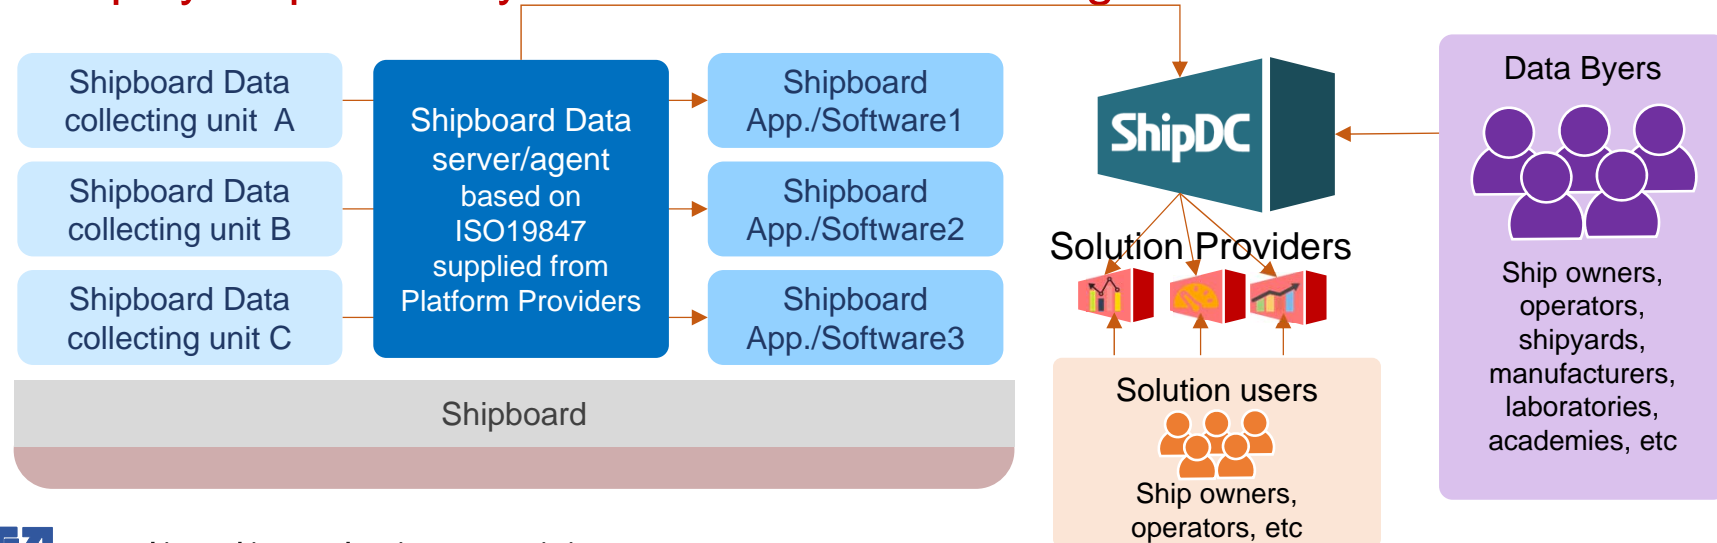 Shipboard Data
collecting unit  A
Shipboard Data
collecting unit B
Shipboard Data
collecting unit C
Shipboard Data
server/agent
based on
ISO19847
supplied from
Platform Providers
Shipboard
App./Software1
Shipboard
App./Software2
Shipboard
App./Software3
Shipboard
ShipDC
Solution Providers
Solution users
Ship owners,
operators, etc
Data Byers
Ship owners,
operators,
shipyards,
manufacturers,
laboratories,
academies, etc